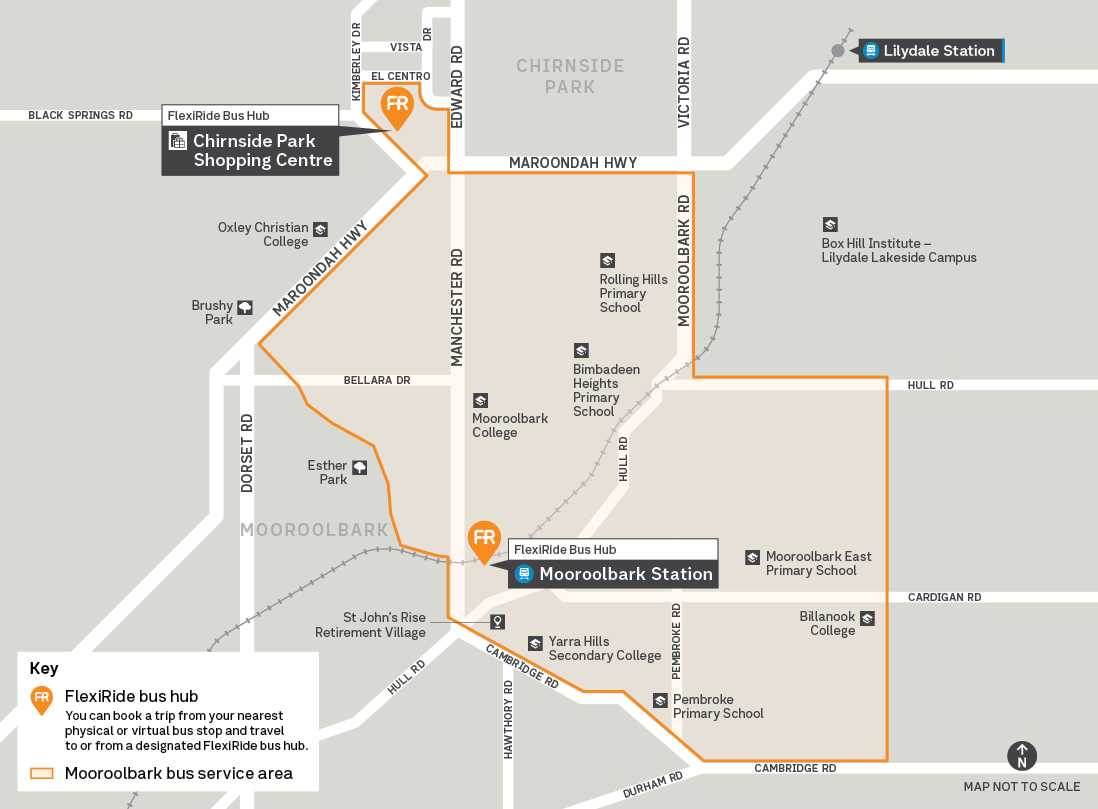 KIMBERLEY DR
VISTA
DR
EL CENTRO
EDWARD RD
CHIRNSIDE
PARK
VICTORIA RD
Lilydale Station
BLACK SPRINGS RD
FlexiRide Bus Hub
Chirnside Park
Shopping Centre
FR
MAROONDAH HWY
Oxley Christian
College
MAROONDAH HWY
Brushy
Park
MANCHESTER RD
Rolling Hills
Primary
School
MOOROOLBARK RD
Box Hill Institute –
Lilydale Lakeside Campus
BELLARA DR
Bimbadeen
Heights
Primary
School
HULL RD
DORSET RD
Mooroolbark
College
HULL RD
Esther
Park
MOOROOLBARK
FR
FlexiRide Bus Hub
Mooroolbark Station
Mooroolbark East
Primary School
CARDIGAN RD
St John's Rise
Retirement Village
Billanook
College
Yarra Hills
Secondary College
PEMBROKE RD
CAMBRIDGE RD
HULL RD
HAWTHORY RD
Pembroke
Primary School
CAMBRIDGE RD
DURHAM RD
Key
FR
FlexiRide bus hub
You can book a trip from your nearest
physical or virtual bus stop and travel
to or from a designated FlexiRide bus hub.
Mooroolbark bus service area
N
MAP NOT TO SCALE